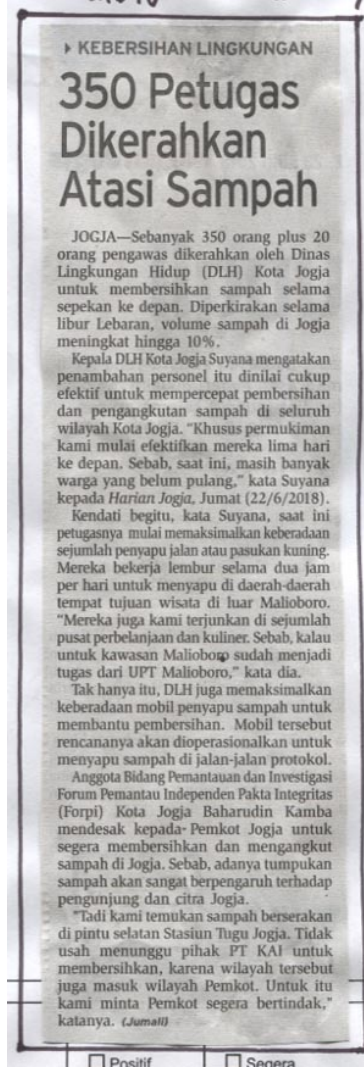 ▸ KEBERSIHAN LINGKUNGAN
350 Petugas
Dikerahkan
Atasi Sampah
JOGJA—Sebanyak 350 orang plus 20
orang pengawas dikerahkan oleh Dinas
Lingkungan Hidup (DLH) Kota Jogja
untuk membersihkan sampah selama
sepekan ke depan. Diperkirakan selama
libur Lebaran, volume sampah di Jogja
meningkat hingga 10%.
Kepala DLH Kota Jogja Suyana mengatakan
penambahan personel itu dinilai cukup
efektif untuk mempercepat pembersihan
dan pengangkutan sampah di seluruh
wilayah Kota Jogja. “Khusus permukiman
kami mulai efektifkan mereka lima hari
ke depan. Sebab, saat ini, masih banyak
warga yang belum pulang,” kata Suyana
kepada Harian Jogja, Jumat (22/6/2018).
Kendati begitu, kata Suyana, saat ini
petugasnya mulai memaksimalkan keberadaan
sejumlah penyapu jalan atau pasukan kuning.
Mereka bekerja lembur selama dua jam
per hari untuk menyapu di daerah-daerah
tempat tujuan wisata di luar Malioboro.
“Mereka juga kami terjunkan di sejumlah
pusat perbelanjaan dan kuliner. Sebab, kalau
untuk kawasan Malioboro sudah menjadi
tugas dari UPT Malioboro,” kata dia.
Tak hanya itu, DLH juga memaksimalkan
keberadaan mobil penyapu sampah untuk
membantu pembersihan. Mobil tersebut
rencananya akan dioperasionalkan untuk
menyapu sampah di jalan-jalan protokol.
Anggota Bidang Pemantauan dan Investigasi
Forum Pemantau Independen Pakta Integritas
(Forpi) Kota Jogja Baharudin Kamba
mendesak kepada Pemkot Jogja untuk
segera membersihkan dan mengangkut
sampah di Jogja. Sebab, adanya tumpukan
sampah akan sangat berpengaruh terhadap
pengunjung dan citra Jogja.
“Tadi kami temukan sampah berserakan
di pintu selatan Stasiun Tugu Jogja. Tidak
usah menunggu pihak PT KAI untuk
membersihkan, karena wilayah tersebut
juga masuk wilayah Pemkot. Untuk itu
kami minta Pemkot segera bertindak,”
katanya. (Jumali)
Positif Segera